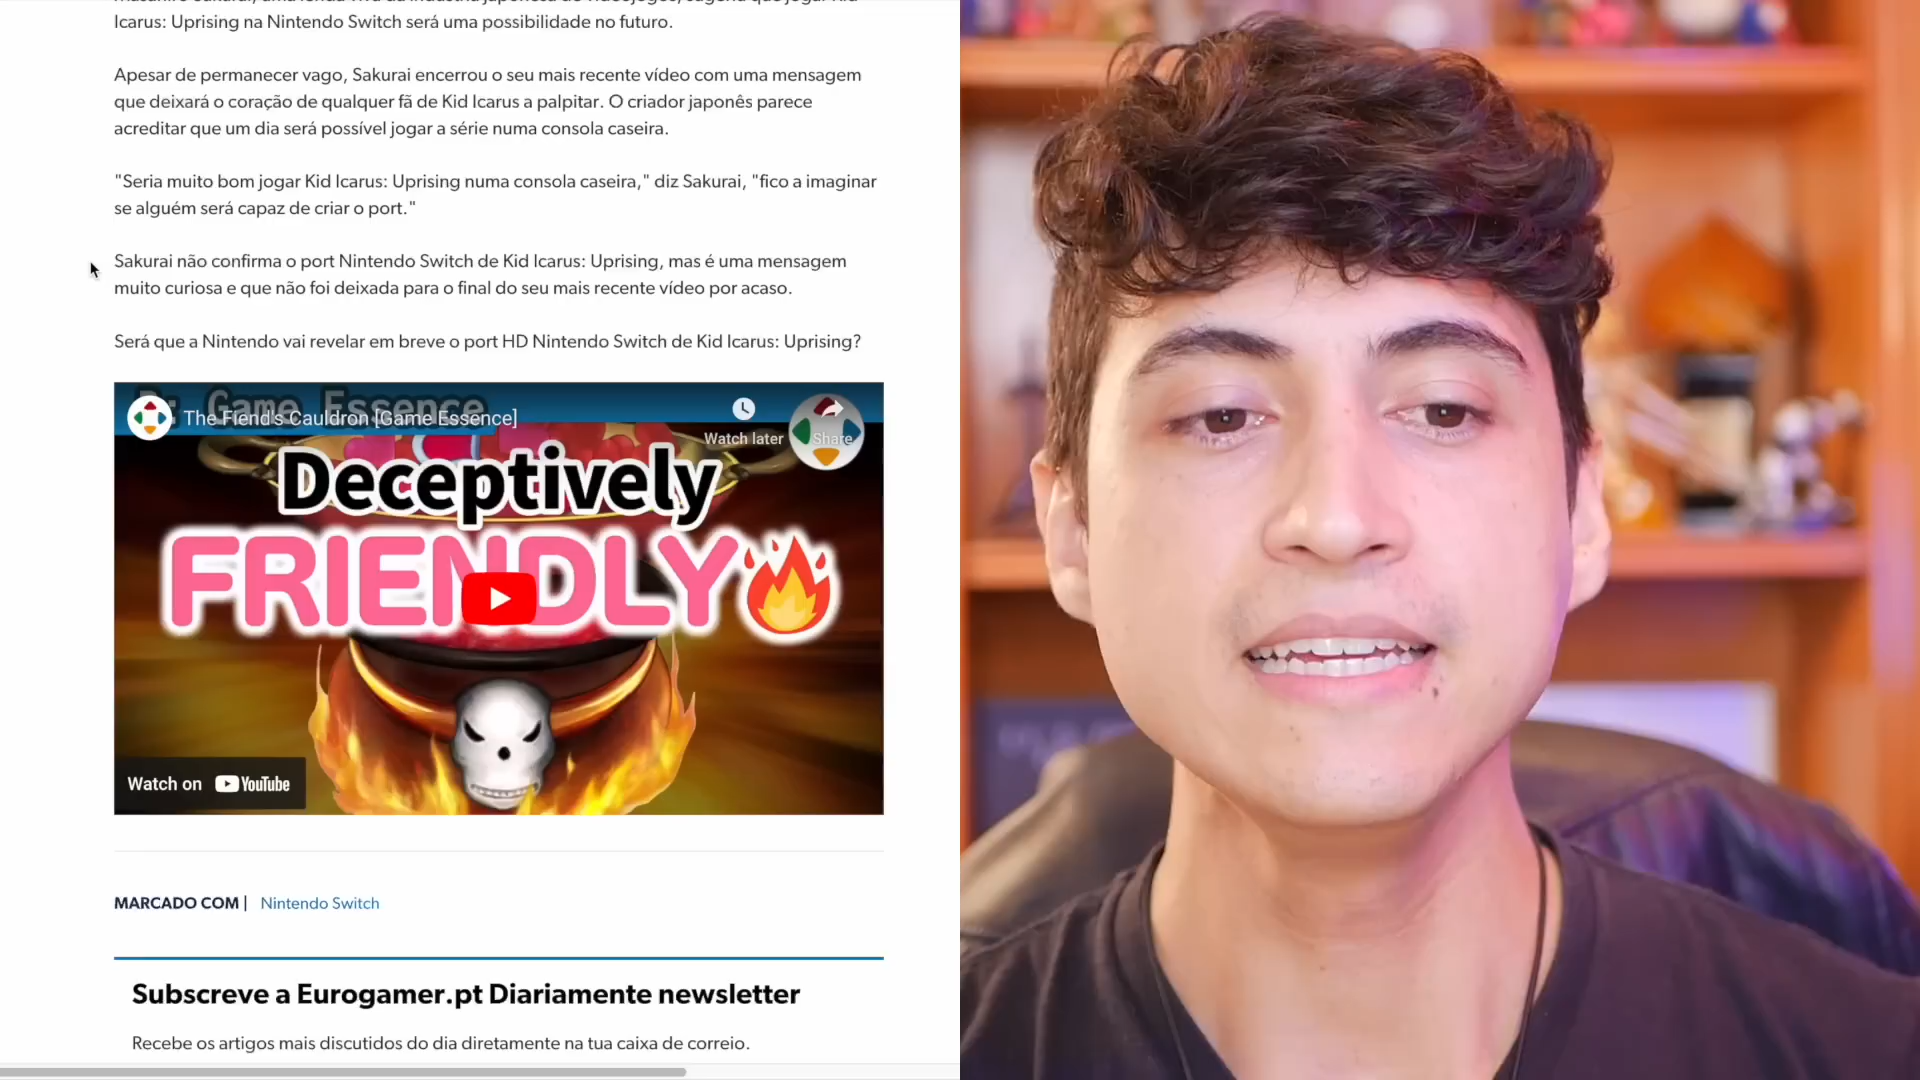 Icarus: Uprising na Nintendo Switch será uma possibilidade no futuro.
Apesar de permanecer vago, Sakurai encerrou o seu mais recente vídeo com uma mensagem
que deixará o coração de qualquer fã de Kid Icarus a palpitar. O criador japonês parece
acreditar que um dia será possível jogar a série numa consola caseira.
"Seria muito bom jogar Kid Icarus: Uprising numa consola caseira," diz Sakurai, "fico a imaginar
se alguém será capaz de criar o port."
Sakurai não confirma o port Nintendo Switch de Kid Icarus: Uprising, mas é uma mensagem
muito curiosa e que não foi deixada para o final do seu mais recente vídeo por acaso.
Será que a Nintendo vai revelar em breve o port HD Nintendo Switch de Kid Icarus: Uprising?
Game Essence
The Fiend's Cauldron [Game Essence]
Watch later
Share
Deceptively
FRIENDLY
Watch on YouTube
MARCADO COM | Nintendo Switch
Subscreve a Eurogamer.pt Diariamente newsletter
Recebe os artigos mais discutidos do dia diretamente na tua caixa de correio.